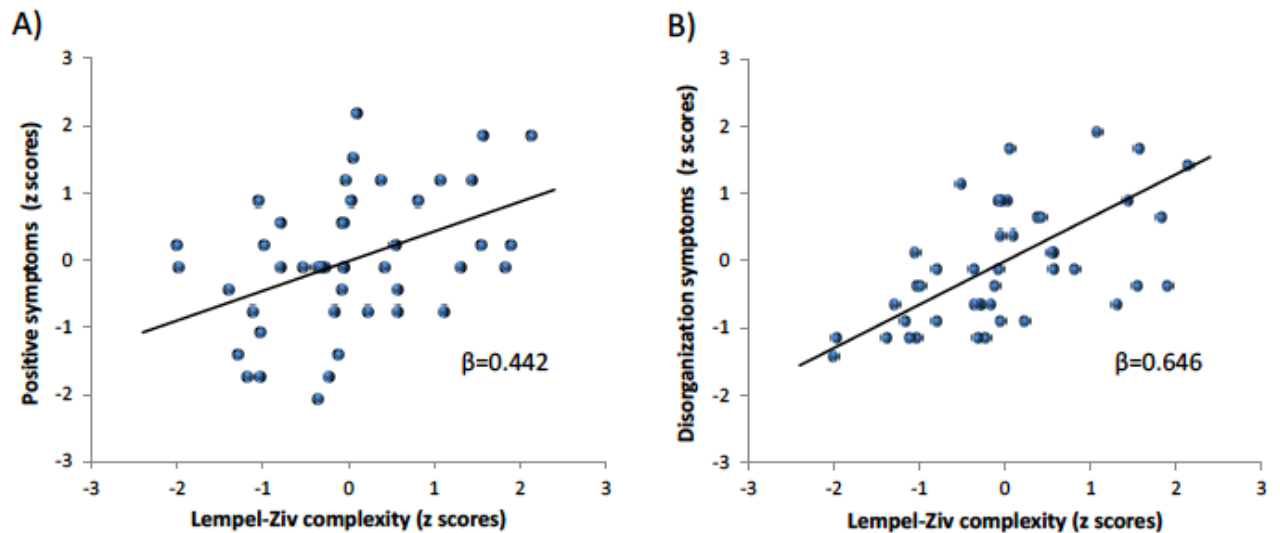 A)
Positive symptoms (z scores)
3
2
1
0
-1
-2
-3
-3 -2 -1 0 1 2 3
β=0.442
Lempel-Ziv complexity (z scores)
B)
Disorganization symptoms (z scores)
3
2
1
0
-1
-2
-3
-3 -2 -1 0 1 2 3
β=0.646
Lempel-Ziv complexity (z scores)